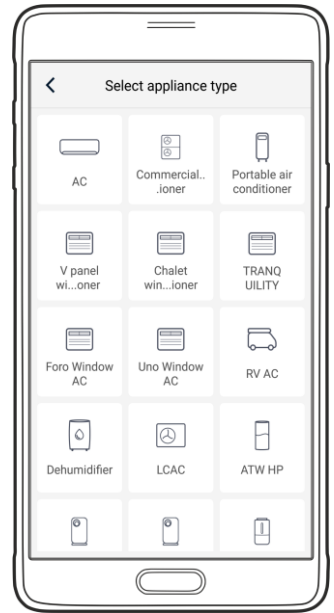 Select appliance type
AC
Commercial..
.ioner
Portable air
conditioner
V panel
wi...oner
Chalet
win...ioner
TRANQ
UILITY
Foro Window
AC
Uno Window
AC
RV AC
Dehumidifier
LCAC
ATW HP